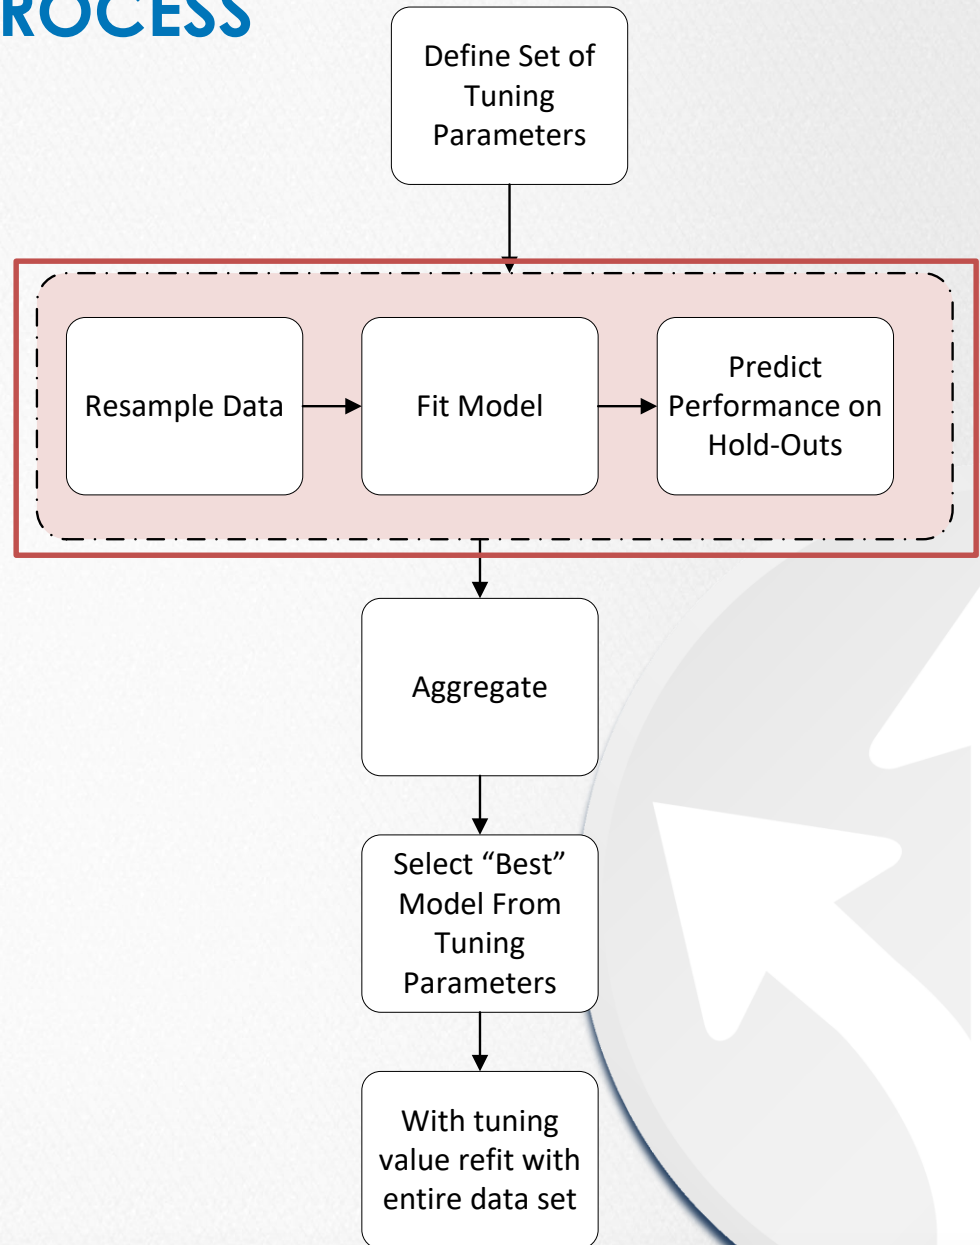 ROCESS
Define Set of
Tuning
Parameters
Resample Data
Fit Model
Predict
Performance on
Hold-Outs
Aggregate
Select “Best”
Model From
Tuning
Parameters
With tuning
value refit with
entire data set